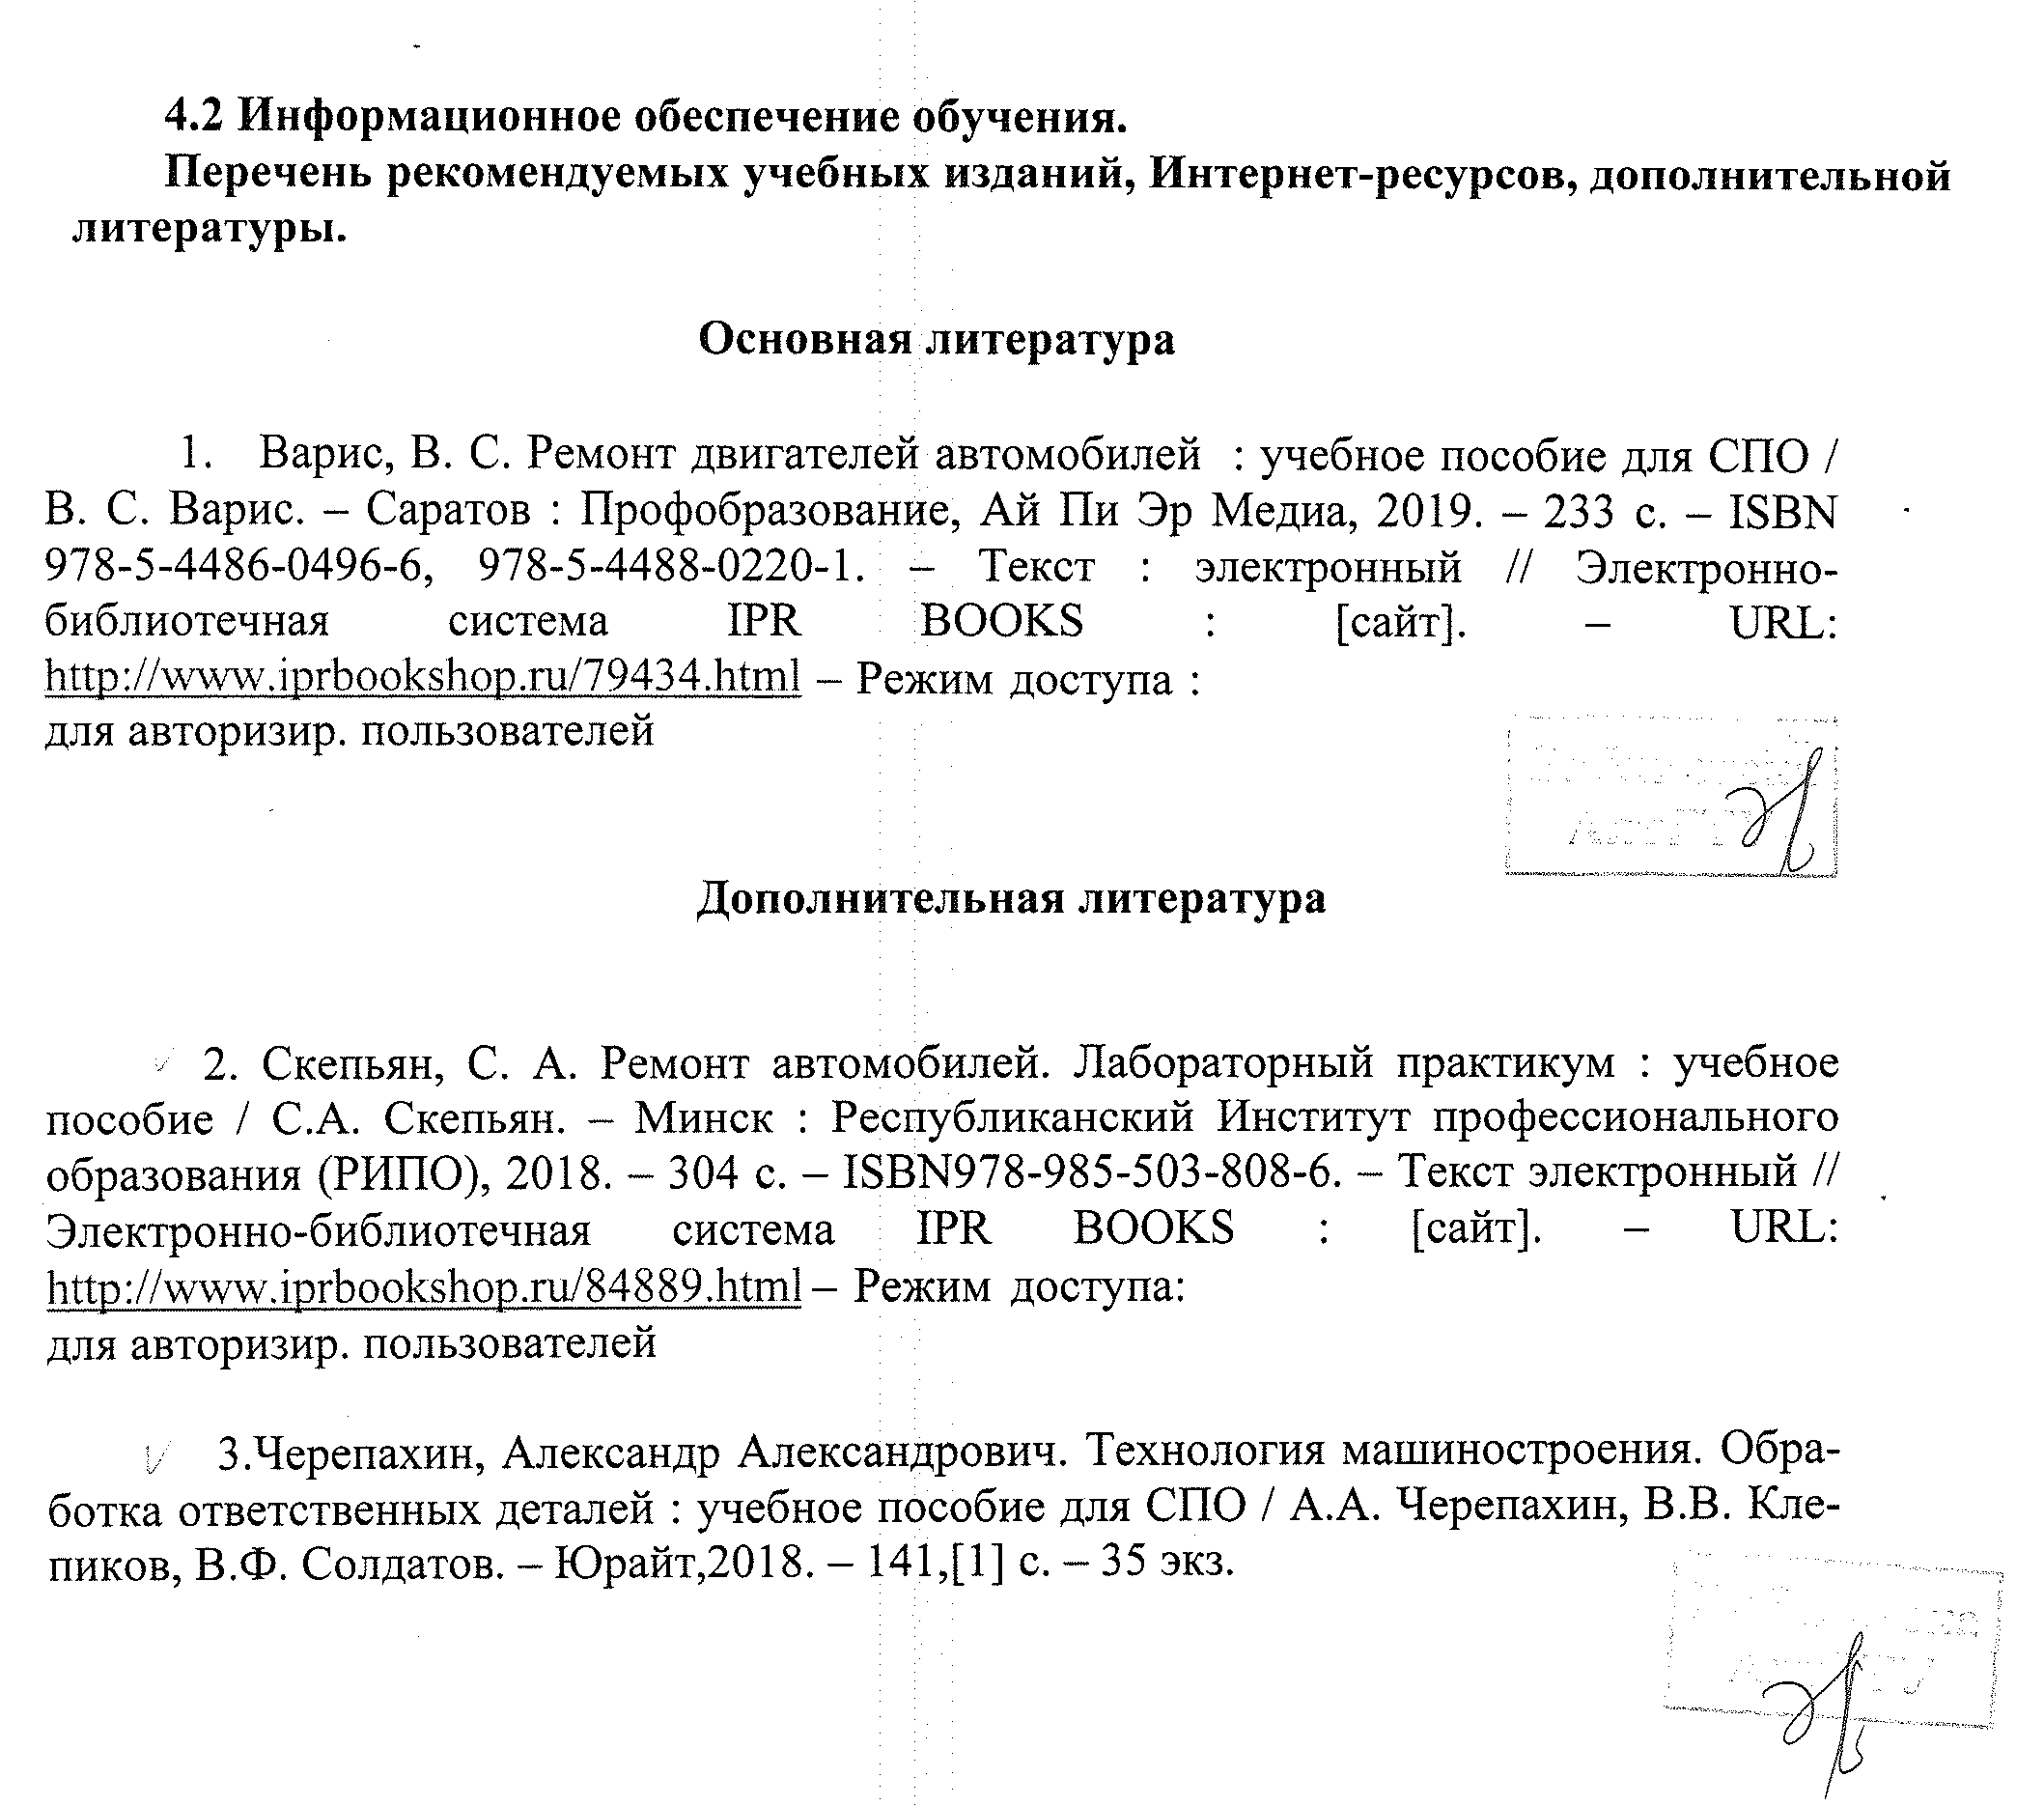 4.2 Информационное обеспечение обучения.
Перечень рекомендуемых учебных изданий, Интернет-ресурсов, дополнительной
литературы.
Основная литература
1. Варис, В. С. Ремонт двигателей автомобилей : учебное пособие для СПО /
В. С. Варис. – Саратов : Профобразование, Ай Пи Эр Медиа, 2019. – 233 с. – ISBN
978-5-4486-0496-6, 978-5-4488-0220-1. – Текст : электронный // Электронно-
библиотечная система IPR BOOKS : [сайт]. – URL:
http://www.iprbookshop.ru/79434.html – Режим доступа :
для авторизир. пользователей
Дополнительная литература
2. Скепьян, С. А. Ремонт автомобилей. Лабораторный практикум : учебное
пособие / С.А. Скепьян. – Минск : Республиканский Институт профессионального
образования (РИПО), 2018. – 304 с. – ISBN978-985-503-808-6. – Текст электронный //
Электронно-библиотечная система IPR BOOKS : [сайт]. – URL:
http://www.iprbookshop.ru/84889.html – Режим доступа:
для авторизир. пользователей
3.Черепахин, Александр Александрович. Технология машиностроения. Обра-
ботка ответственных деталей : учебное пособие для СПО / А.А. Черепахин, В.В. Кле-
пиков, В.Ф. Солдатов. – Юрайт,2018. – 141,[1] с. – 35 экз.